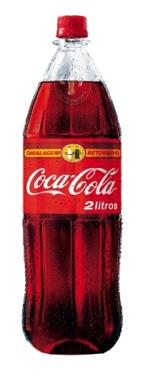 EMBALAGEM RETORNÁVEL
Coca-Cola
2 litros